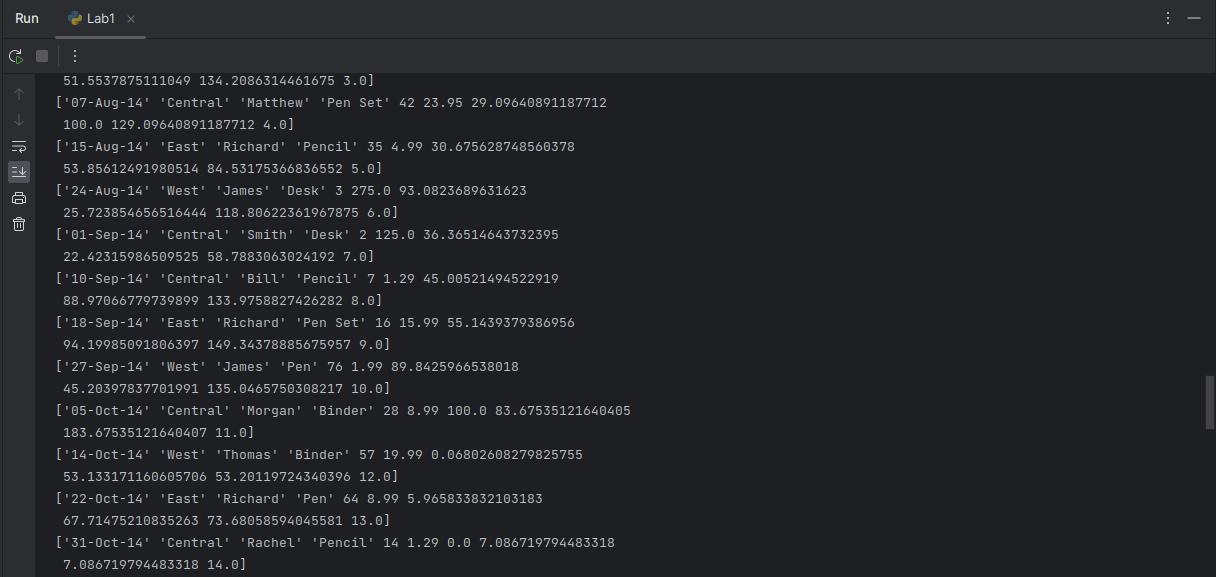 Run Lab1
51.5537875111049 134.2086314461675 3.0]
['07-Aug-14' 'Central' 'Matthew' 'Pen Set' 42 23.95 29.09640891187712
100.0 129.09640891187712 4.0]
['15-Aug-14' 'East' 'Richard' 'Pencil' 35 4.99 30.675628748560378
53.85612491980514 84.53175366836552 5.0]
['24-Aug-14' 'West' 'James' 'Desk' 3 275.0 93.0823689631623
25.723854656516444 118.80622361967875 6.0]
['01-Sep-14' 'Central' 'Smith' 'Desk' 2 125.0 36.36514643732395
22.42315986509525 58.7883063024192 7.0]
['10-Sep-14' 'Central' 'Bill' 'Pencil' 7 1.29 45.00521494522919
88.97066779739899 133.9758827426282 8.0]
['18-Sep-14' 'East' 'Richard' 'Pen Set' 16 15.99 55.1439379386956
94.19985091806397 149.34378885675957 9.0]
['27-Sep-14' 'West' 'James' 'Pen' 76 1.99 89.8425966538018
45.20397837701991 135.0465750308217 10.0]
['05-Oct-14' 'Central' 'Morgan' 'Binder' 28 8.99 100.0 83.67535121640405
183.67535121640407 11.0]
['14-Oct-14' 'West' 'Thomas' 'Binder' 57 19.99 0.06802608279825755
53.133171160605706 53.20119724340396 12.0]
['22-Oct-14' 'East' 'Richard' 'Pen' 64 8.99 5.965833832103183
67.71475210835263 73.68058594045581 13.0]
['31-Oct-14' 'Central' 'Rachel' 'Pencil' 14 1.29 0.0 7.086719794483318
7.086719794483318 14.0]